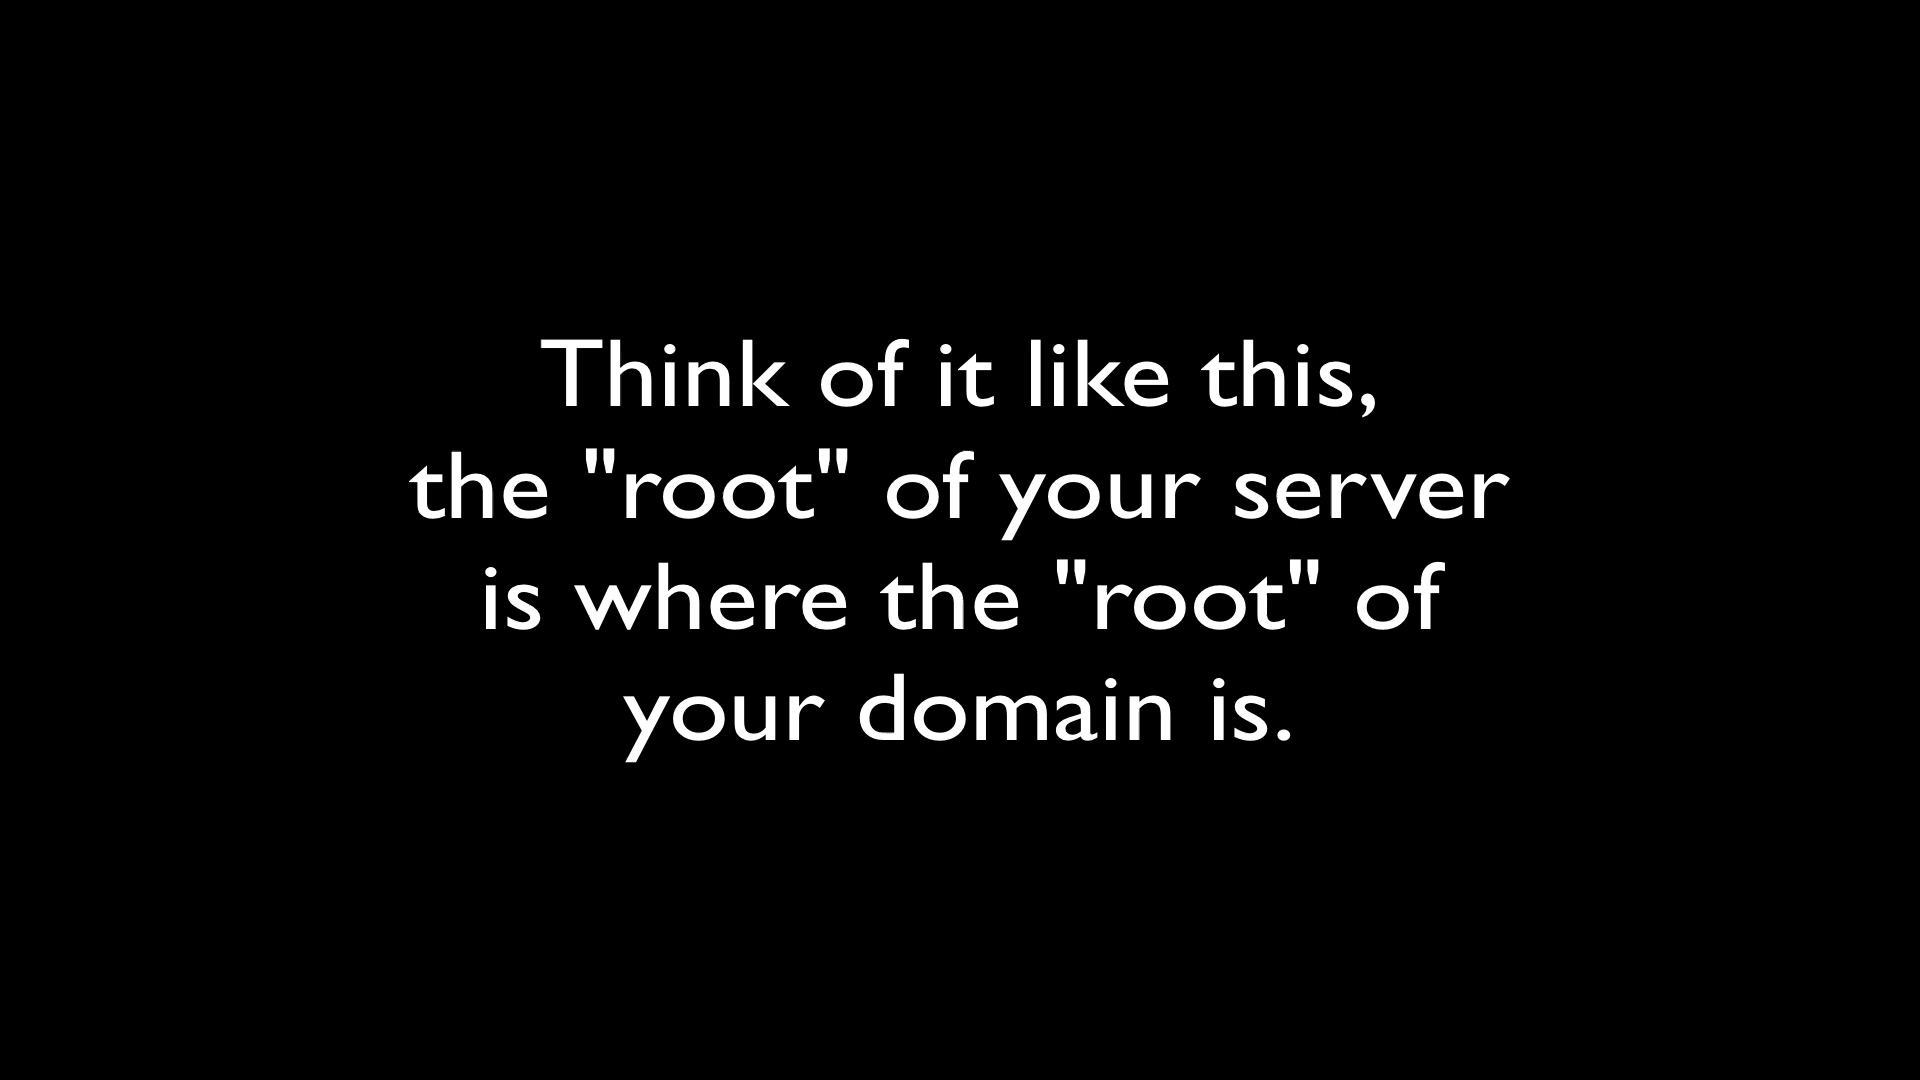 Think of it like this,
the "root" of your server
is where the "root" of
your domain is.